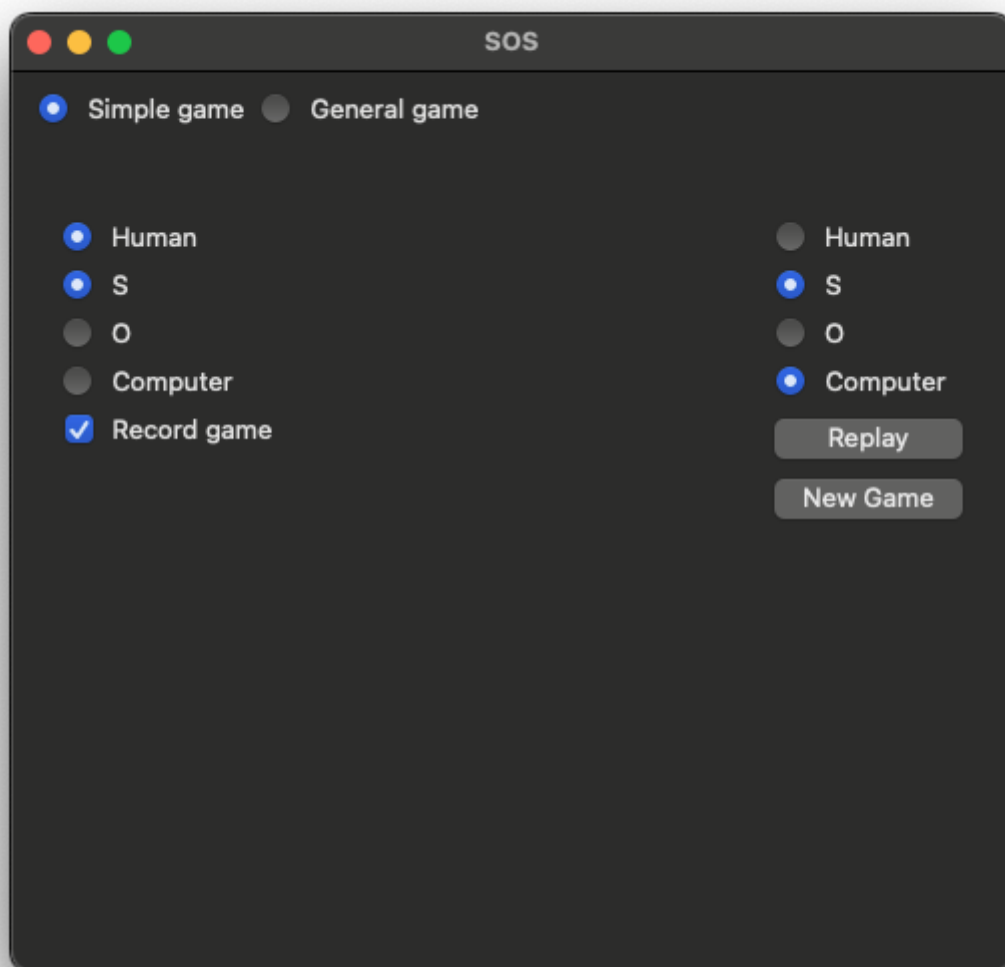 SOS
Simple game General game
Human Human
S S
O O
Computer Computer
Record game Replay
New Game